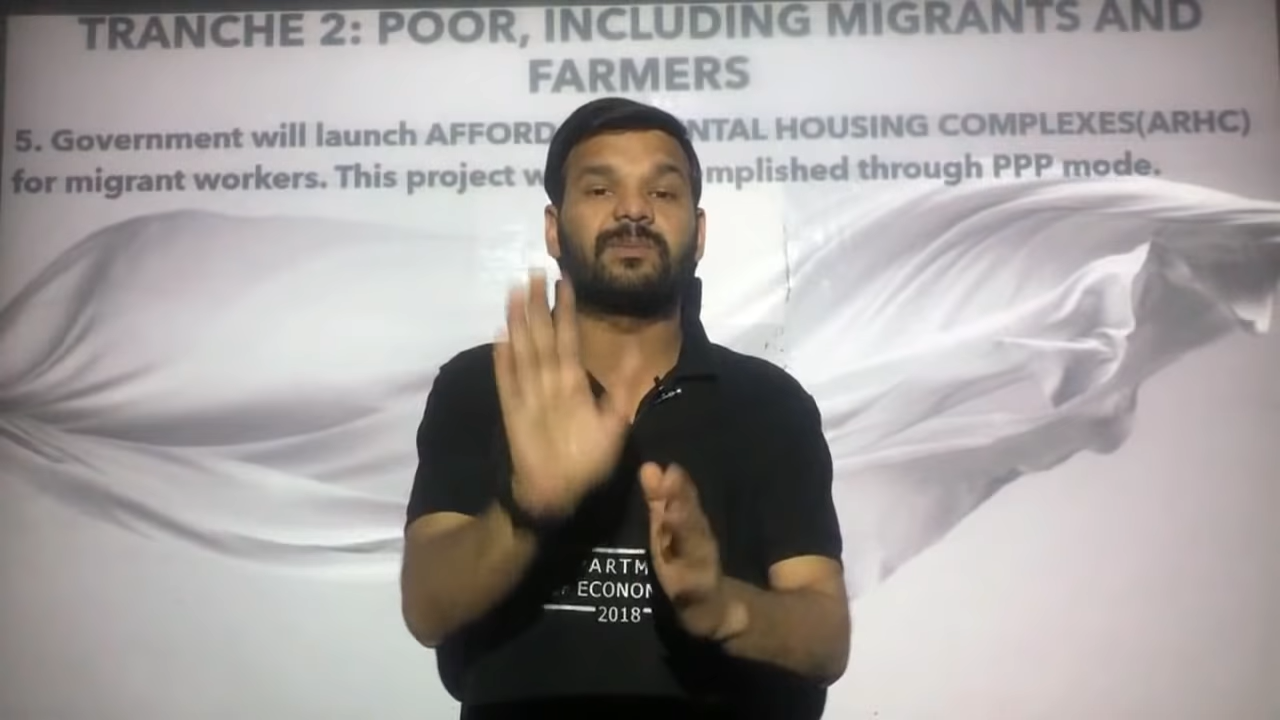 TRANCHE 2: POOR, INCLUDING MIGRANTS AND
FARMERS
5. Government will launch AFFORD NTAL HOUSING COMPLEXES(ARHC)
for migrant workers. This project w mplished through PPP mode.
ARTM
ECONOM
2018